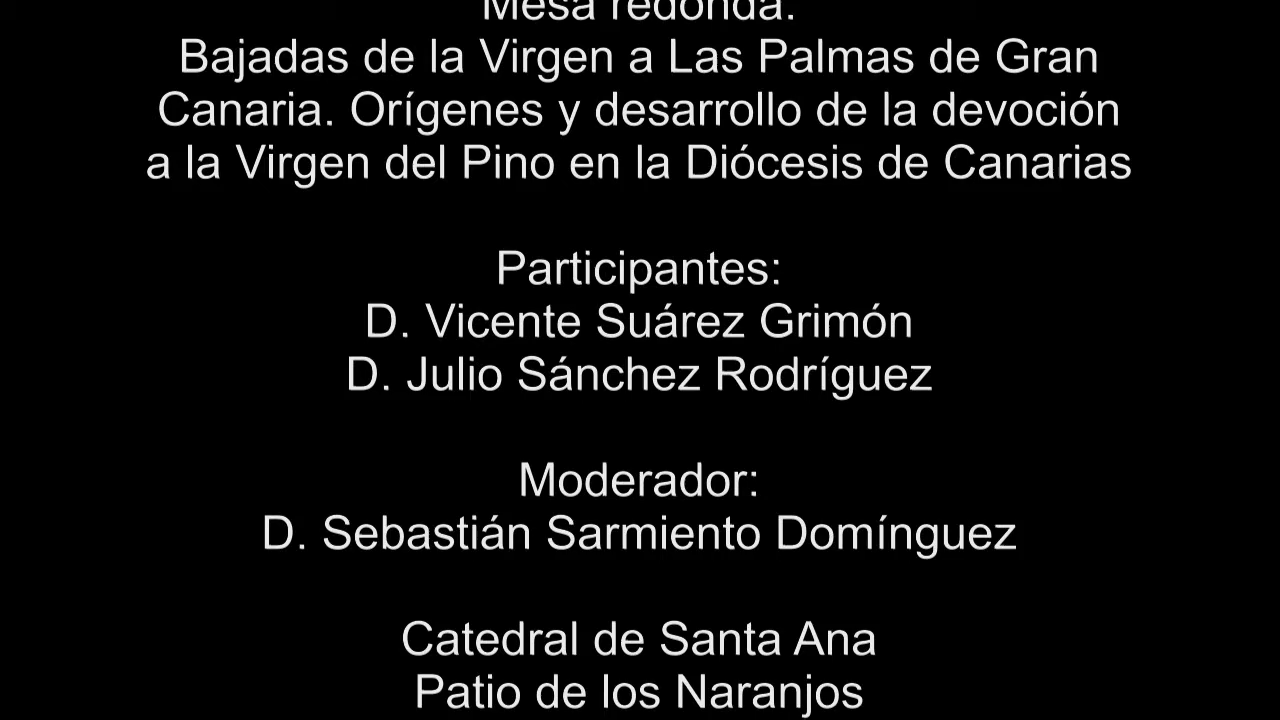 Mesa redonda.
Bajadas de la Virgen a Las Palmas de Gran
Canaria. Orígenes y desarrollo de la devoción
a la Virgen del Pino en la Diócesis de Canarias
Participantes:
D. Vicente Suárez Grimón
D. Julio Sánchez Rodríguez
Moderador:
D. Sebastián Sarmiento Domínguez
Catedral de Santa Ana
Patio de los Naranjos